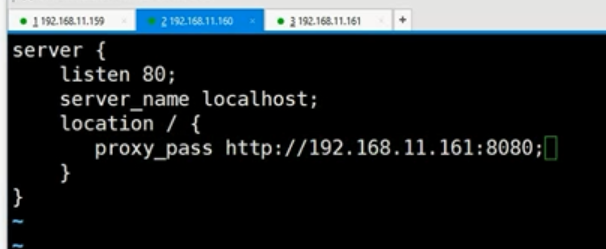 1 192.168.11.159
2 192.168.11.160
3 192.168.11.161
+
server {
    listen 80;
    server_name localhost;
    location / {
       proxy_pass http://192.168.11.161:8080;
    }
}
~
~